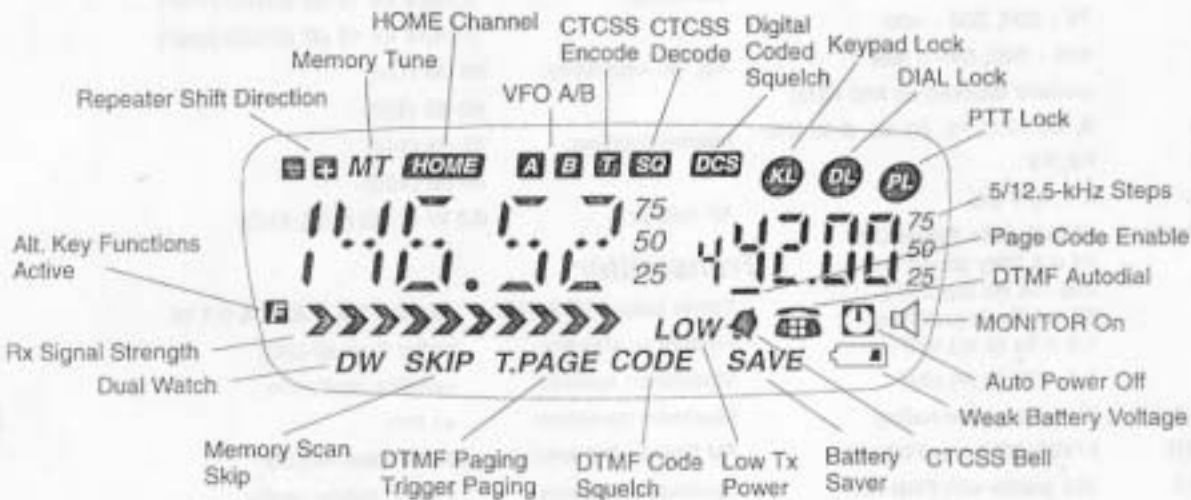 HOME Channel
Memory Tune
Repeater Shift Direction
VFO A/B
CTCSS
Encode
CTCSS
Decode
Digital
Coded
Squelch
Keypad Lock
DIAL Lock
PTT Lock
- + MT HOME A B T SQ DCS KL DL PL
146.52
75
50
25
442.00
75
50
25
5/12.5-kHz Steps
Page Code Enable
DTMF Autodial
MONITOR On
Auto Power Off
Weak Battery Voltage
Alt. Key Functions
Active
F
LOW
Rx Signal Strength
Dual Watch
DW SKIP T.PAGE CODE SAVE
Memory Scan
Skip
DTMF Paging
Trigger Paging
DTMF Code
Squelch
Low Tx
Power
Battery
Saver
CTCSS Bell